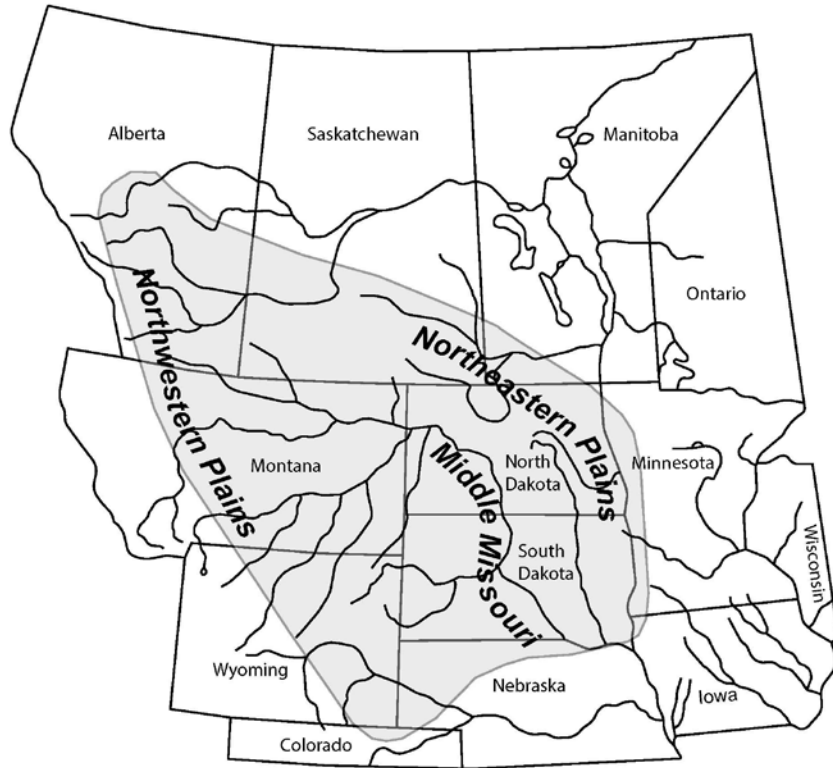 Alberta
Saskatchewan
Manitoba
Ontario
Northwestern Plains
Northeastern Plains
Montana
Middle Missouri
North
Dakota
Minnesota
South
Dakota
Wisconsin
Wyoming
Nebraska
Iowa
Colorado